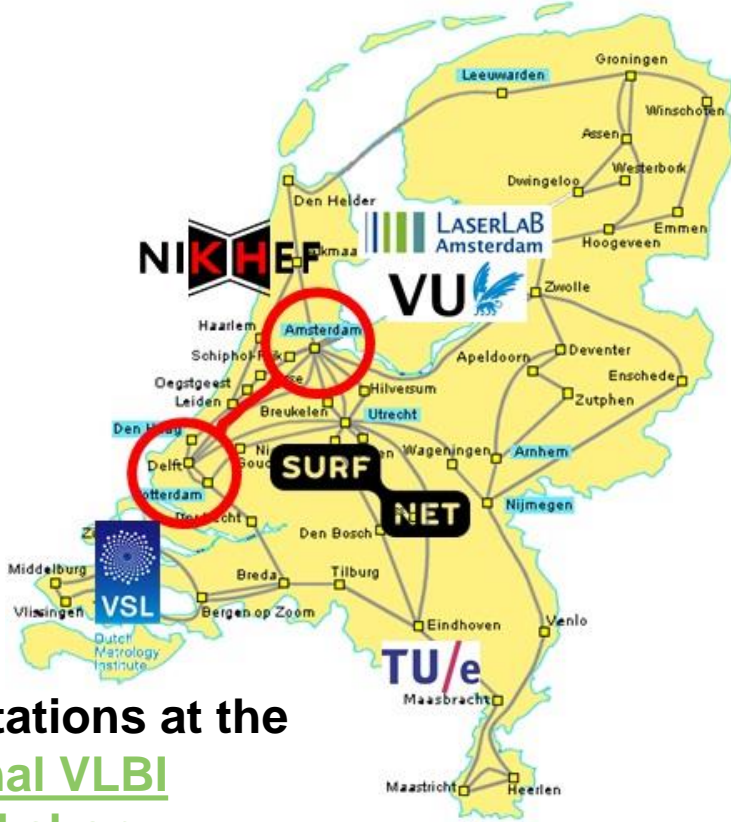 Groningen
Leeuwarden
Winschoten
Assen
Westerbork
Dwingeloo
Den Helder
Emmen
Hoogeveen
LASERLAB
Amsterdam
NIKHEF
VU
Zwolle
Haarlem
Amsterdam
Apeldoorn
Deventer
Enschede
Oegstgeest
Hilversum
Zutphen
Leiden
Breukelen
Utrecht
Wageningen
Arnhem
Delft
SURF
NET
Nijmegen
Den Bosch
Middelburg
Breda
Tilburg
VSL
Vlissingen
Bergen op Zoom
Eindhoven
Venlo
Dutch
Metrology
Institute
TU/e
Maasbracht
tations at the
nal VLBI
Maastricht
Heerlen